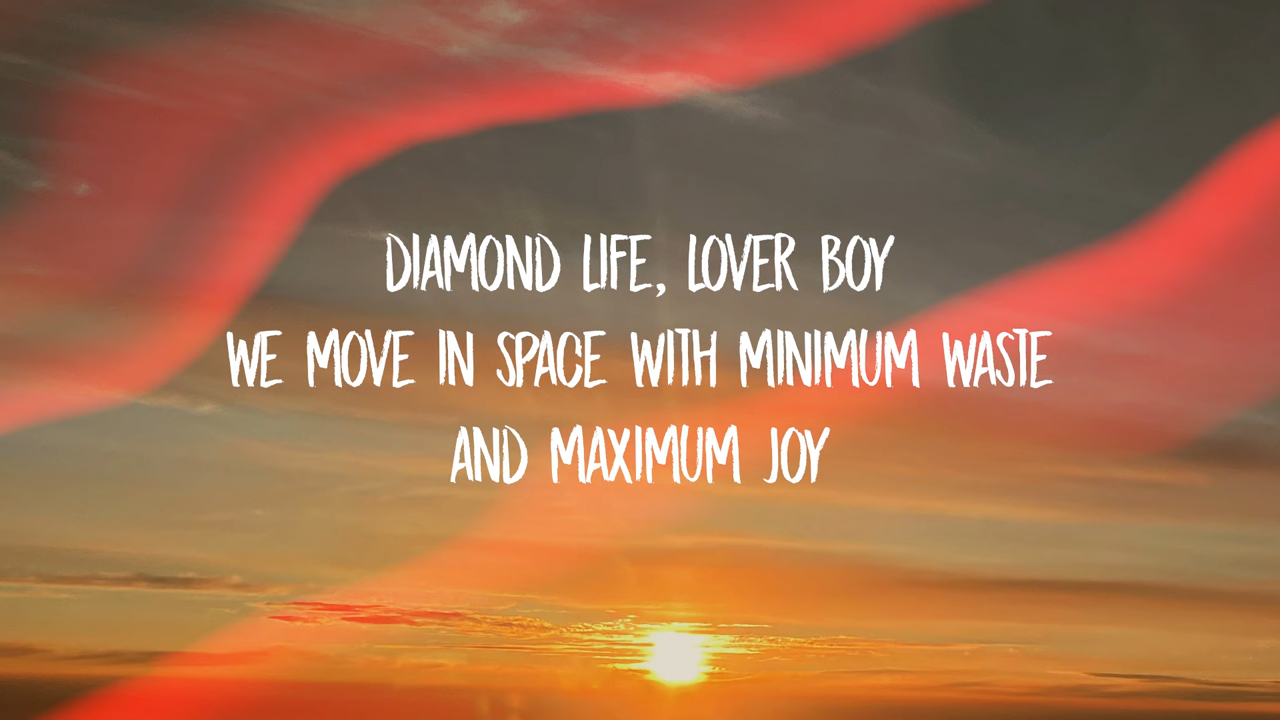 DIAMOND LIFE, LOVER BOY
WE MOVE IN SPACE WITH MINIMUM WASTE
AND MAXIMUM JOY